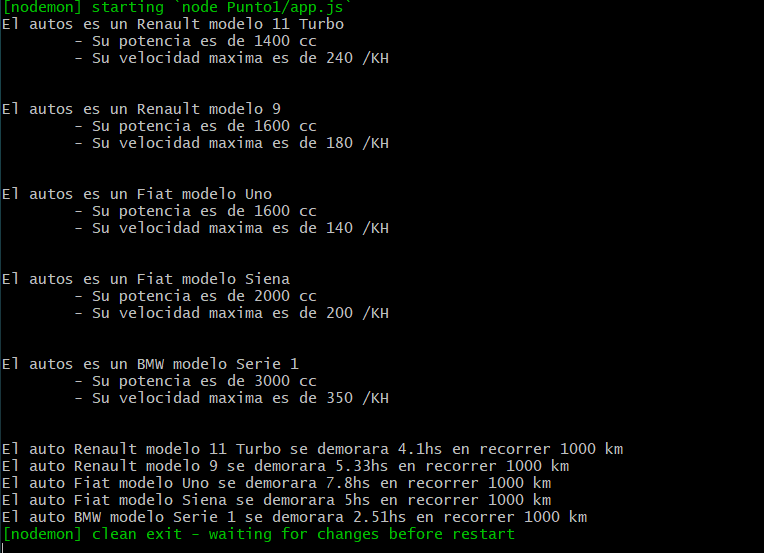 [nodemon] starting `node Punto1/app.js`
El autos es un Renault modelo 11 Turbo
- Su potencia es de 1400 cc
- Su velocidad maxima es de 240 /KH
El autos es un Renault modelo 9
- Su potencia es de 1600 cc
- Su velocidad maxima es de 180 /KH
El autos es un Fiat modelo Uno
- Su potencia es de 1600 cc
- Su velocidad maxima es de 140 /KH
El autos es un Fiat modelo Siena
- Su potencia es de 2000 cc
- Su velocidad maxima es de 200 /KH
El autos es un BMW modelo Serie 1
- Su potencia es de 3000 cc
- Su velocidad maxima es de 350 /KH
El auto Renault modelo 11 Turbo se demorara 4.1hs en recorrer 1000 km
El auto Renault modelo 9 se demorara 5.33hs en recorrer 1000 km
El auto Fiat modelo Uno se demorara 7.8hs en recorrer 1000 km
El auto Fiat modelo Siena se demorara 5hs en recorrer 1000 km
El auto BMW modelo Serie 1 se demorara 2.51hs en recorrer 1000 km
[nodemon] clean exit - waiting for changes before restart